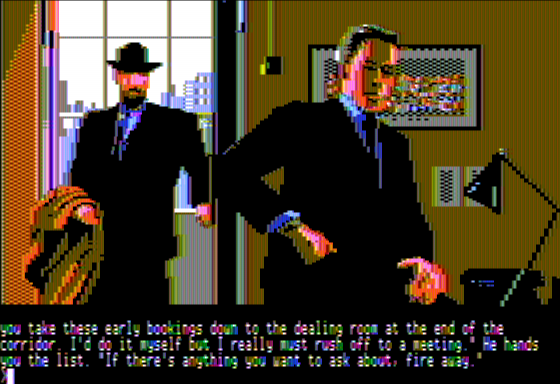 you take these early bookings down to the dealing room at the end of the
corridor. I'd do it myself but I really must rush off to a meeting." He hands
you the list. "If there's anything you want to ask about, fire away."
>